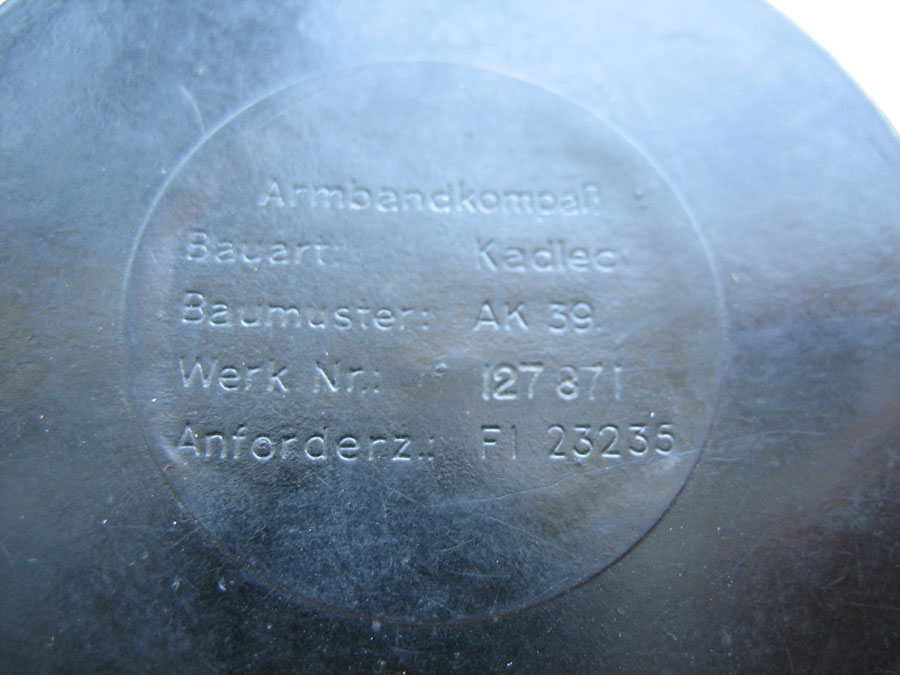 Armbandkompaß
Bauart: Kadlec
Baumuster: AK 39
Werk Nr.: 127 871
Anforderz.: Fl 23235